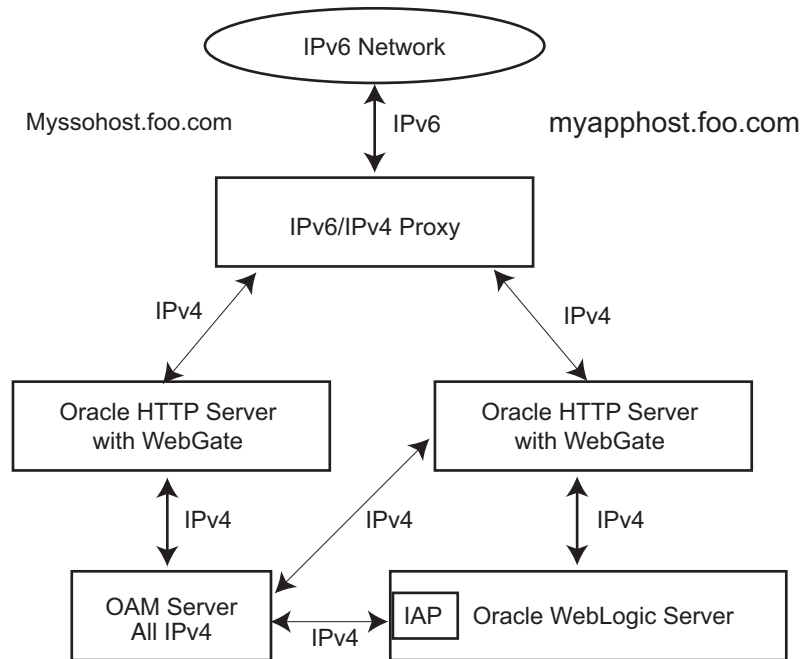 IPv6 Network
Myssohost.foo.com
IPv6
myapphost.foo.com
IPv6/IPv4 Proxy
IPv4
IPv4
Oracle HTTP Server
with WebGate
Oracle HTTP Server
with WebGate
IPv4
IPv4
IPv4
OAM Server
All IPv4
IPv4
IAP
Oracle WebLogic Server